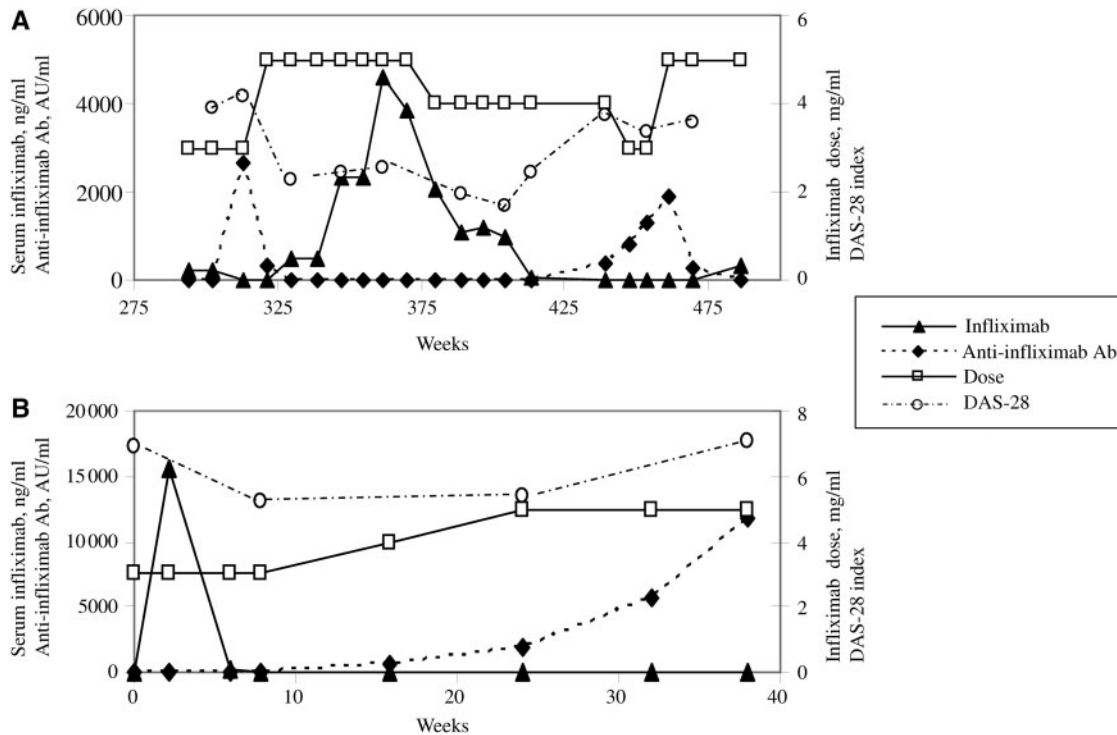 A
Serum infliximab, ng/ml
Anti-infliximab Ab, AU/ml
6000
4000
2000
0
275
325
375
425
475
Weeks
6
4
2
0
Infliximab dose, mg/ml
DAS-28 index
Infliximab
Anti-infliximab Ab
Dose
DAS-28
B
Serum infliximab, ng/ml
Anti-infliximab Ab, AU/ml
20 000
15 000
10 000
5000
0
0
10
20
30
40
Weeks
8
6
4
2
0
Infliximab dose, mg/ml
DAS-28 index